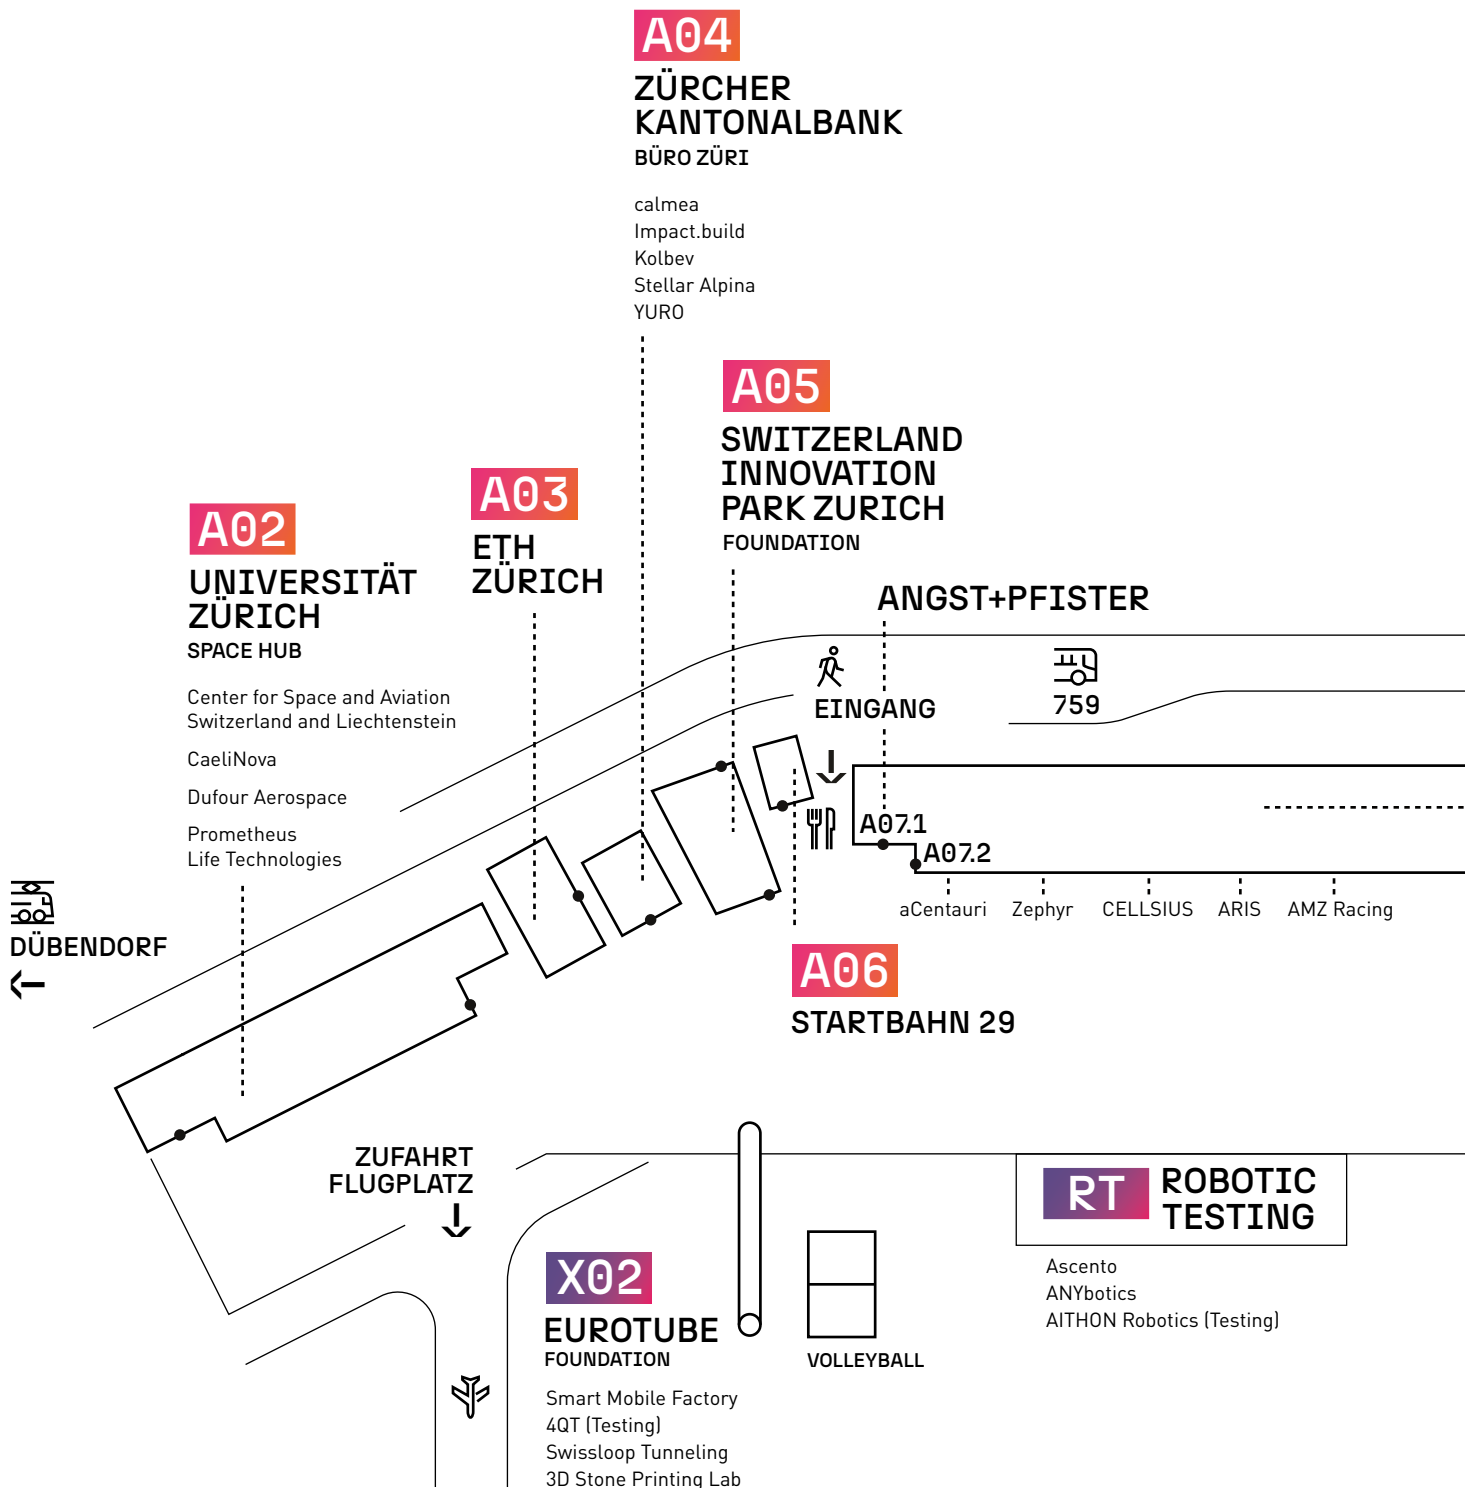 A04
ZÜRCHER
KANTONALBANK
BÜRO ZÜRI
calmea
Impact.build
Kolbev
Stellar Alpina
YURO
A05
SWITZERLAND
INNOVATION
PARK ZURICH
FOUNDATION
A03
ETH
ZÜRICH
A02
UNIVERSITÄT
ZÜRICH
SPACE HUB
Center for Space and Aviation
Switzerland and Liechtenstein
CaeliNova
Dufour Aerospace
Prometheus
Life Technologies
ANGST+PFISTER
EINGANG
759
A07.1
A07.2
aCentauri
Zephyr
CELLSIUS
ARIS
AMZ Racing
DÜBENDORF
A06
STARTBAHN 29
ZUFAHRT
FLUGPLATZ
RT
ROBOTIC
TESTING
Ascento
ANYbotics
AITHON Robotics (Testing)
X02
EUROTUBE
FOUNDATION
Smart Mobile Factory
4QT (Testing)
Swissloop Tunneling
3D Stone Printing Lab
VOLLEYBALL